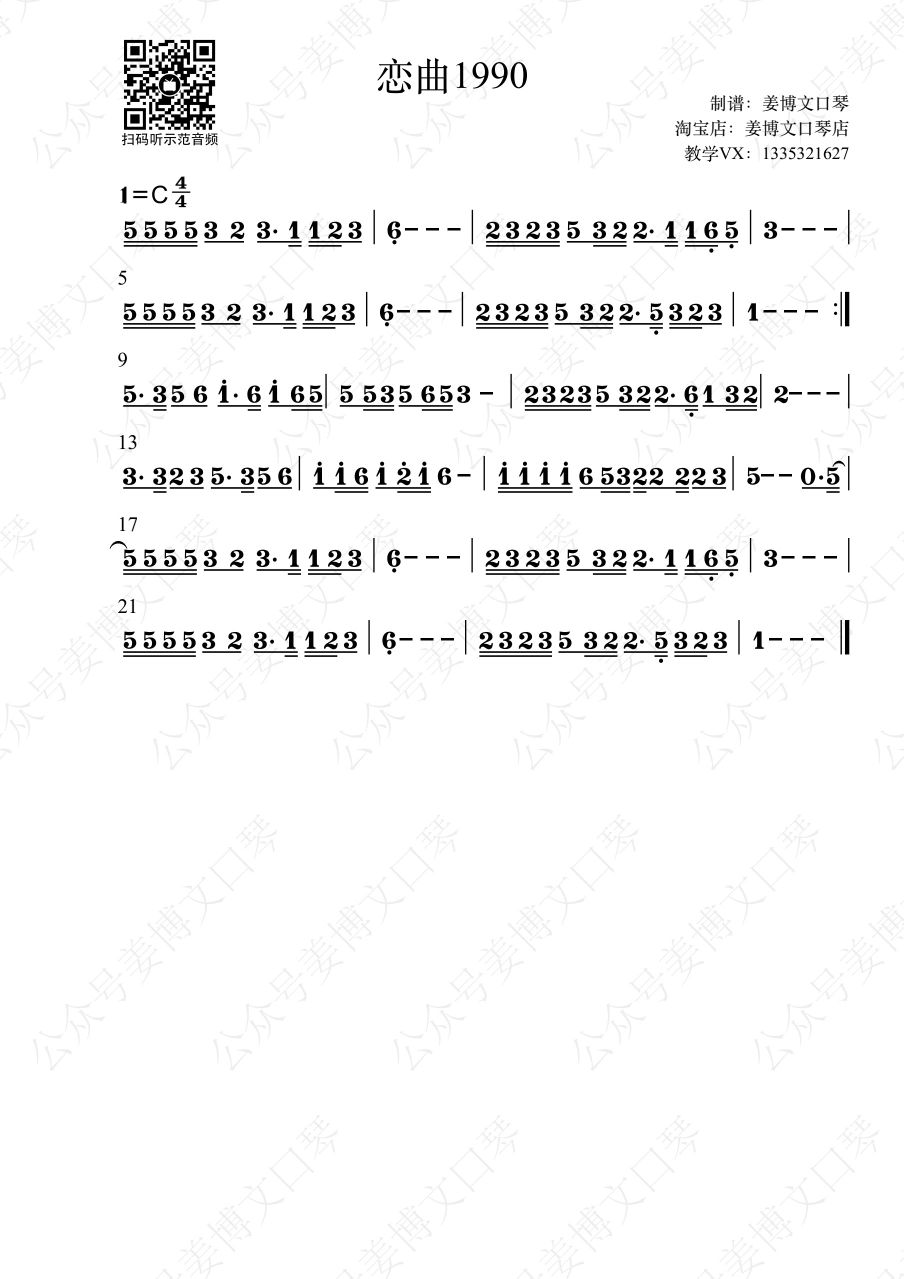 恋曲1990
扫码听示范音频
制谱：姜博文口琴
淘宝店：姜博文口琴店
教学VX：1335321627
1=C 4/4
5 5 5 5 3 2 3· 1 1 2 3 | 6̣ - - - | 2 3 2 3 5 3 2 2· 1 1 6̣ 5̣ | 3 - - - |
5
5 5 5 5 3 2 3· 1 1 2 3 | 6̣ - - - | 2 3 2 3 5 3 2 2· 5̣ 3 2 3 | 1 - - - :||
9
5· 3 5 6 1̇· 6 1̇ 6 5 | 5 5 3 5 6 5 3 - | 2 3 2 3 5 3 2 2· 6̣ 1 3 2 | 2 - - - |
13
3· 3 2 3 5· 3 5 6 | 1̇ 1̇ 6 1̇ 2̇ 1̇ 6 - | 1̇ 1̇ 1̇ 1̇ 6 5 3 2 2 2 2 3 | 5 - - 0· 5 |
17
5 5 5 5 3 2 3· 1 1 2 3 | 6̣ - - - | 2 3 2 3 5 3 2 2· 1 1 6̣ 5̣ | 3 - - - |
21
5 5 5 5 3 2 3· 1 1 2 3 | 6̣ - - - | 2 3 2 3 5 3 2 2· 5̣ 3 2 3 | 1 - - - ||
公众号姜博文口琴